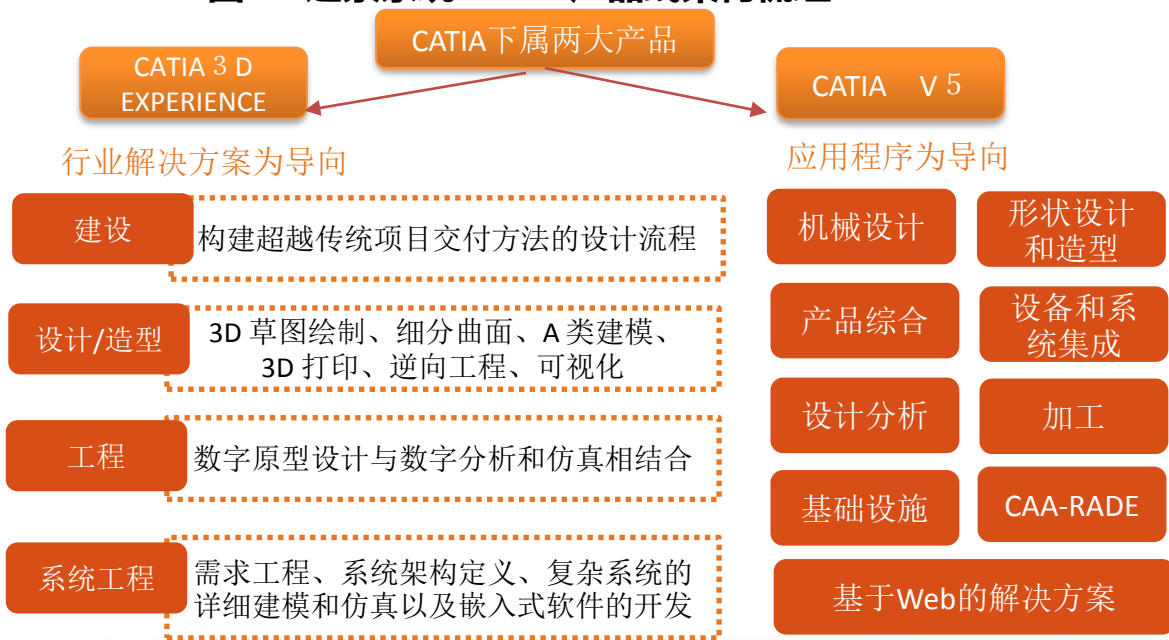 CATIA下属两大产品
CATIA 3 D
EXPERIENCE
行业解决方案为导向
建设
构建超越传统项目交付方法的设计流程
设计/造型
3D 草图绘制、细分曲面、A 类建模、
3D 打印、逆向工程、可视化
工程
数字原型设计与数字分析和仿真相结合
系统工程
需求工程、系统架构定义、复杂系统的
详细建模和仿真以及嵌入式软件的开发
CATIA V 5
应用程序为导向
机械设计
形状设计
和造型
产品综合
设备和系
统集成
设计分析
加工
基础设施
CAA-RADE
基于Web的解决方案